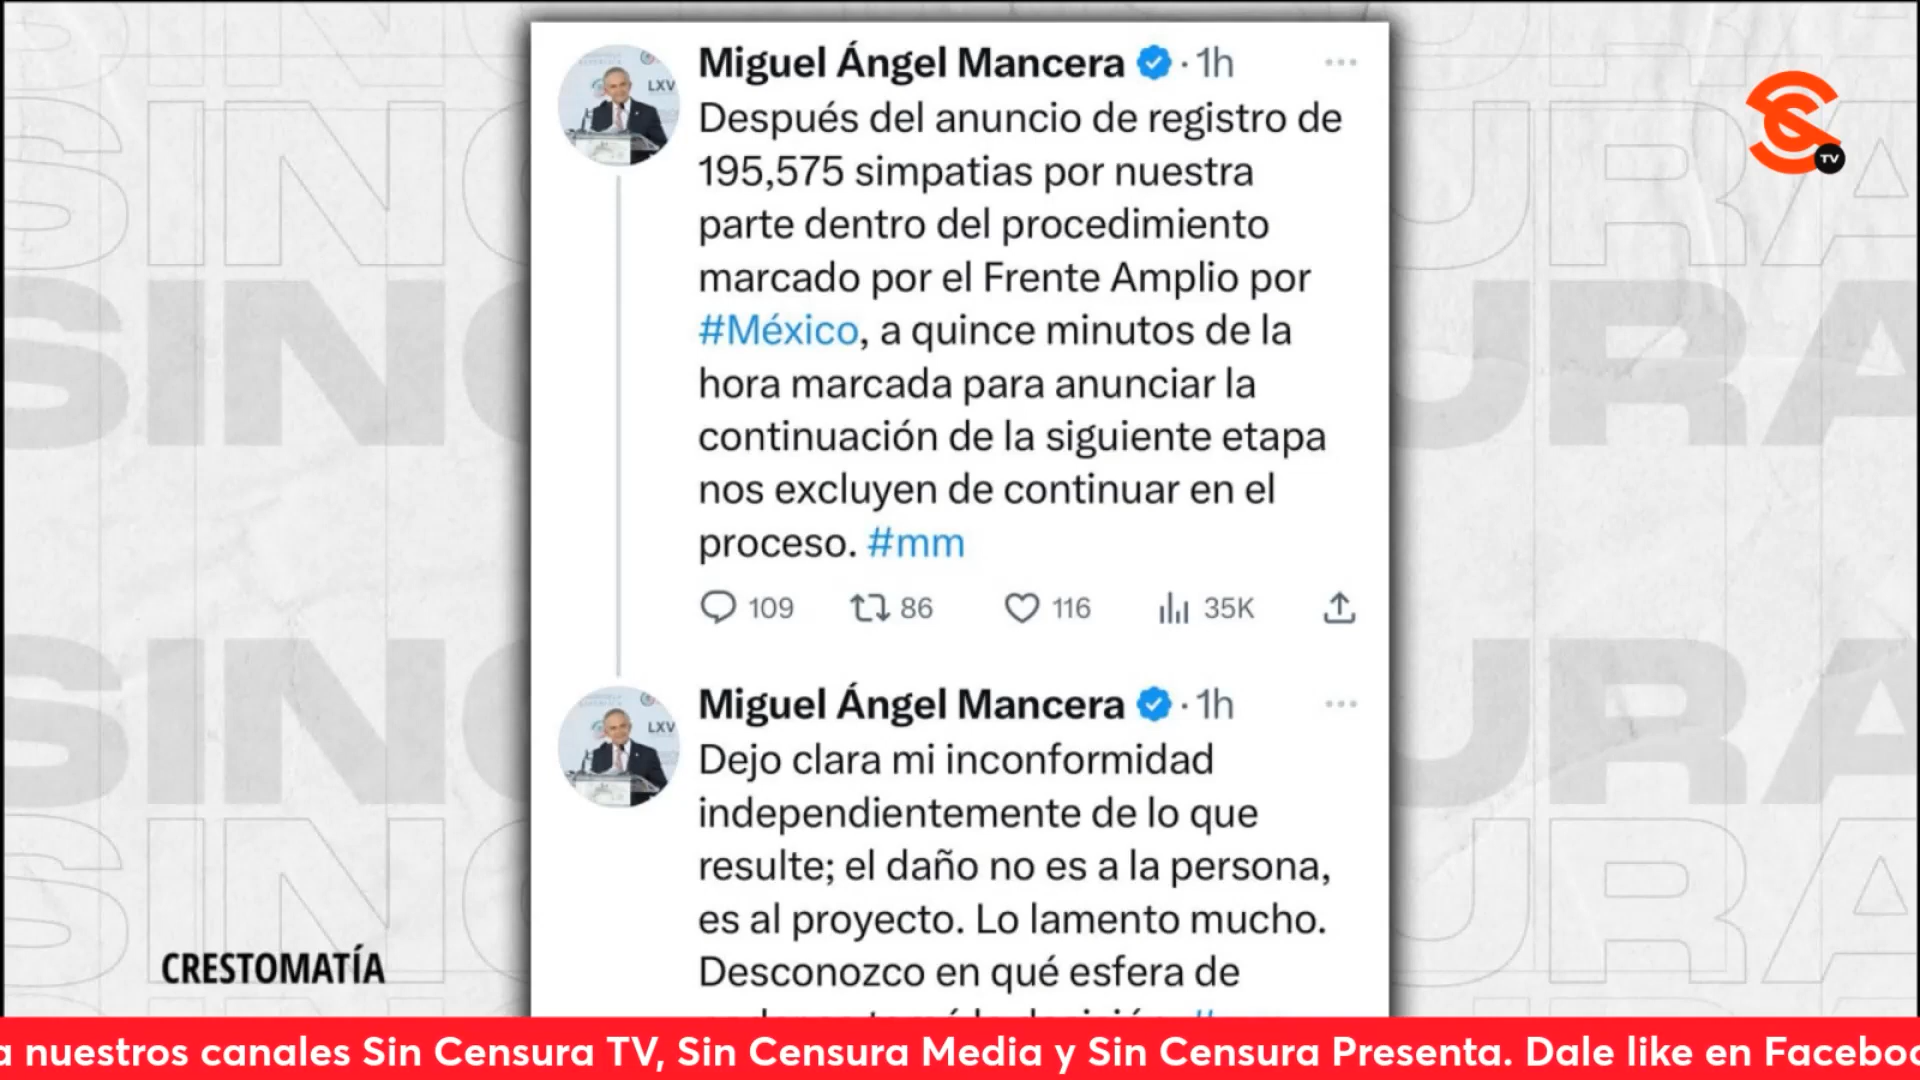 Miguel Ángel Mancera · 1h
Después del anuncio de registro de
195,575 simpatias por nuestra
parte dentro del procedimiento
marcado por el Frente Amplio por
#México, a quince minutos de la
hora marcada para anunciar la
continuación de la siguiente etapa
nos excluyen de continuar en el
proceso. #mm
109 86 116 35K
Miguel Ángel Mancera · 1h
Dejo clara mi inconformidad
independientemente de lo que
resulte; el daño no es a la persona,
es al proyecto. Lo lamento mucho.
Desconozco en qué esfera de
LXV
LXV
TV
CRESTOMATÍA
a nuestros canales Sin Censura TV, Sin Censura Media y Sin Censura Presenta. Dale like en